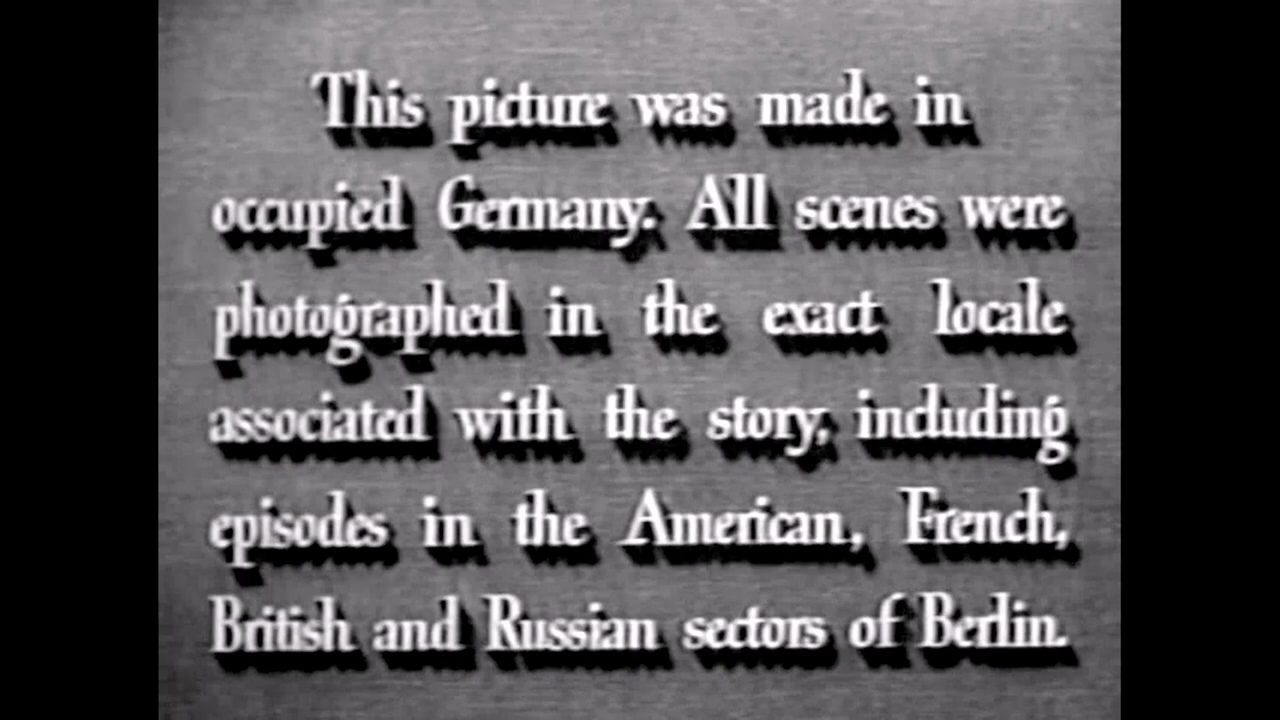 This picture was made in
occupied Germany. All scenes were
photographed in the exact locale
associated with the story, including
episodes in the American, French,
British and Russian sectors of Berlin.